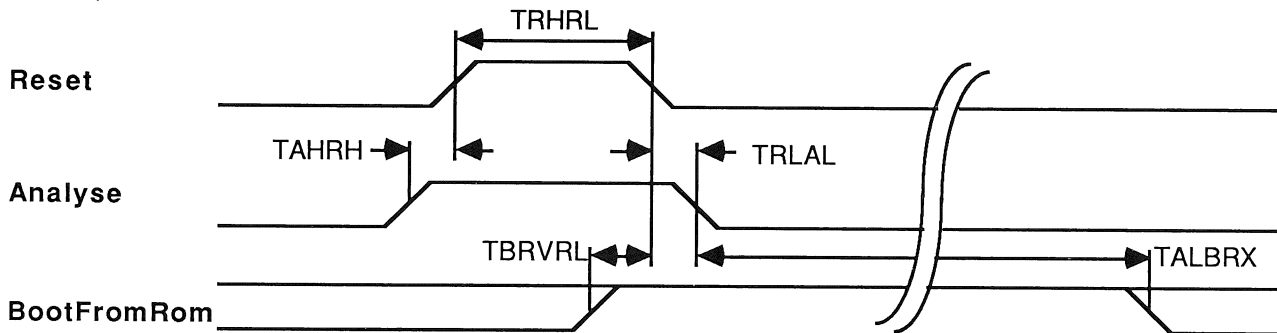 TRHRL
Reset
TAHRH
TRLAL
Analyse
TBRVRL
TALBRX
BootFromRom